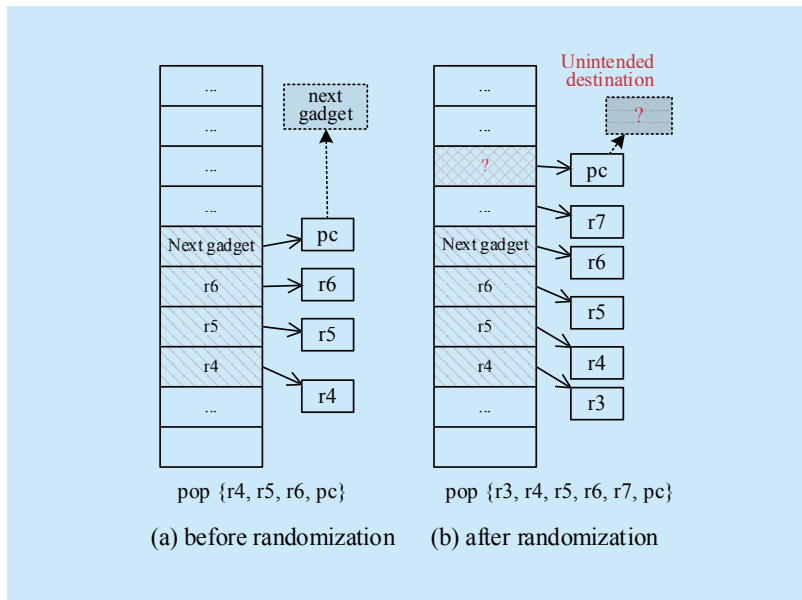 ...
...
...
...
Next gadget
r6
r5
r4
...
next
gadget
pc
r6
r5
r4
pop {r4, r5, r6, pc}
(a) before randomization
...
...
?
...
Next gadget
r6
r5
r4
...
Unintended
destination
?
pc
r7
r6
r5
r4
r3
pop {r3, r4, r5, r6, r7, pc}
(b) after randomization